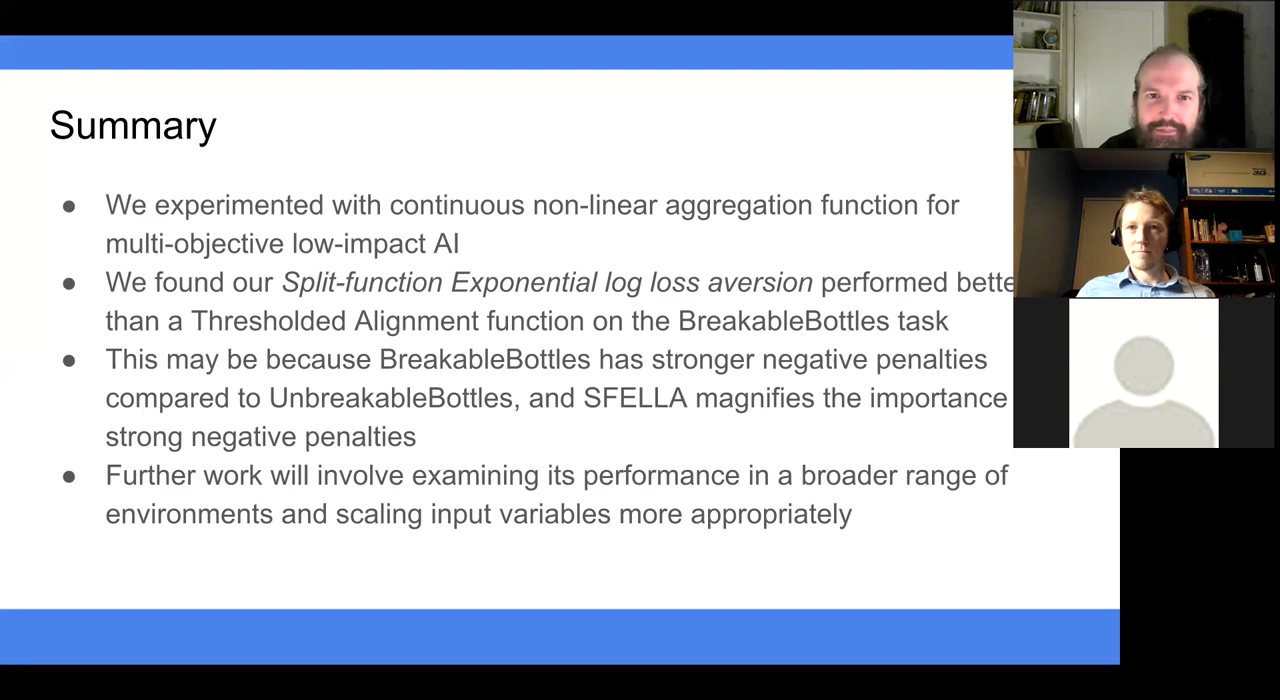 Summary
● We experimented with continuous non-linear aggregation function for
multi-objective low-impact AI
● We found our Split-function Exponential log loss aversion performed bette
than a Thresholded Alignment function on the BreakableBottles task
● This may be because BreakableBottles has stronger negative penalties
compared to UnbreakableBottles, and SFELLA magnifies the importance
strong negative penalties
● Further work will involve examining its performance in a broader range of
environments and scaling input variables more appropriately
SAMSUNG